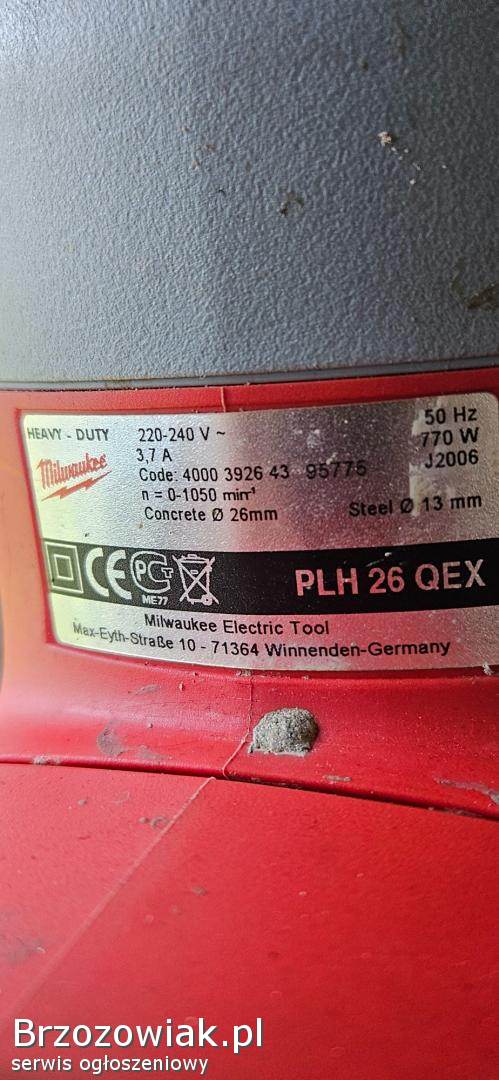 HEAVY - DUTY
Milwaukee
220-240 V ~ 50 Hz
3,7 A 770 W
Code: 4000 3926 43 95775 J2006
n = 0-1050 min⁻¹
Concrete Ø 26mm Steel Ø 13 mm
CE PCT ME77 PLH 26 QEX
Milwaukee Electric Tool
Max-Eyth-Straße 10 - 71364 Winnenden-Germany
Brzozowiak.pl
serwis ogłoszeniowy